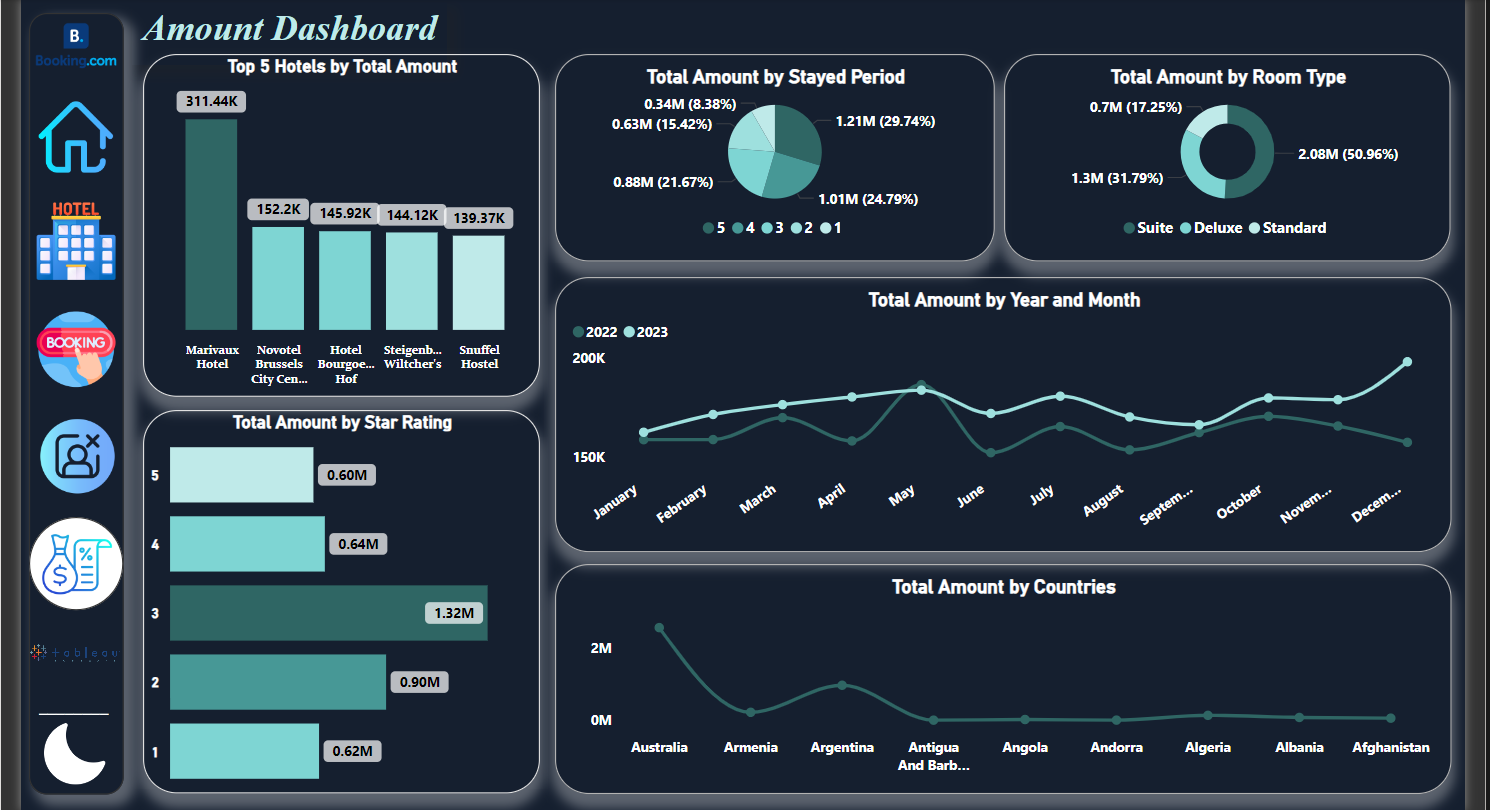 Amount Dashboard
B.
Booking.com
HOTEL
BOOKING
%
$
tableau
Top 5 Hotels by Total Amount
311.44K
152.2K
145.92K
144.12K
139.37K
Marivaux Hotel
Novotel Brussels City Cen...
Hotel Bourgoe... Hof
Steigenb... Wiltcher's
Snuffel Hostel
Total Amount by Stayed Period
0.34M (8.38%)
0.63M (15.42%)
0.88M (21.67%)
1.21M (29.74%)
1.01M (24.79%)
5 4 3 2 1
Total Amount by Room Type
0.7M (17.25%)
1.3M (31.79%)
2.08M (50.96%)
Suite Deluxe Standard
Total Amount by Star Rating
5 0.60M
4 0.64M
3 1.32M
2 0.90M
1 0.62M
Total Amount by Year and Month
2022 2023
200K
150K
January
February
March
April
May
June
July
August
Septem...
October
Novem...
Decem...
Total Amount by Countries
2M
0M
Australia
Armenia
Argentina
Antigua And Barb...
Angola
Andorra
Algeria
Albania
Afghanistan